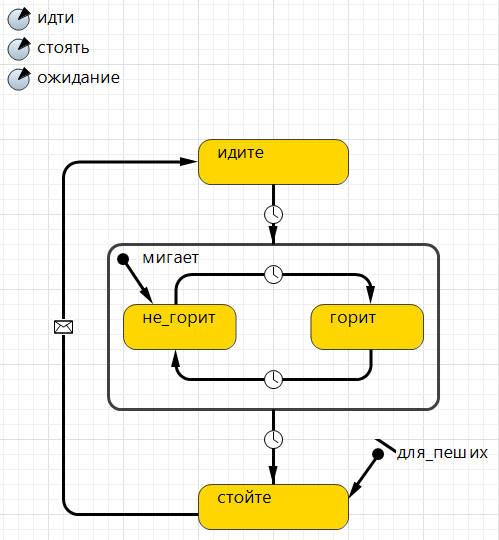 идти
стоять
ожидание
идите
мигает
не_горит
горит
для_пеших
стойте